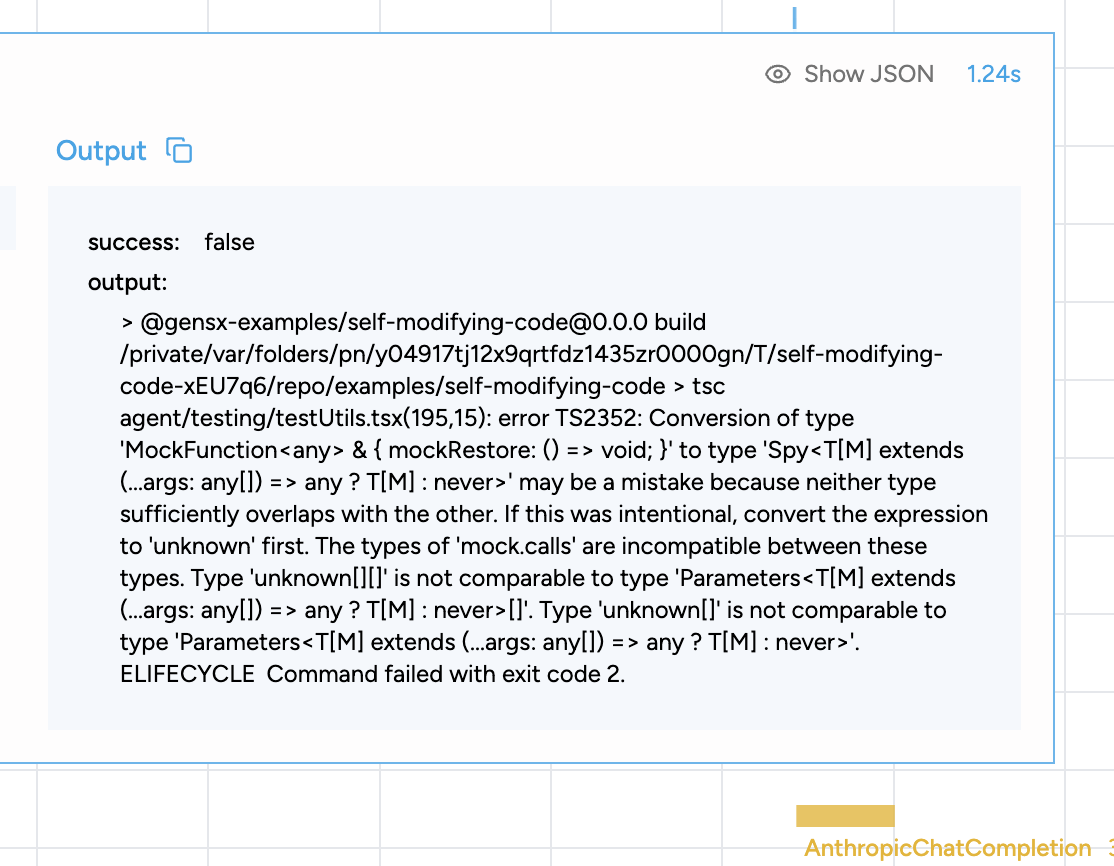 Show JSON 1.24s
Output
success: false
output:
> @gensx-examples/self-modifying-code@0.0.0 build
/private/var/folders/pn/y04917tj12x9qrtfdz1435zr0000gn/T/self-modifying-
code-xEU7q6/repo/examples/self-modifying-code > tsc
agent/testing/testUtils.tsx(195,15): error TS2352: Conversion of type
'MockFunction<any> & { mockRestore: () => void; }' to type 'Spy<T[M] extends
(...args: any[]) => any ? T[M] : never>' may be a mistake because neither type
sufficiently overlaps with the other. If this was intentional, convert the expression
to 'unknown' first. The types of 'mock.calls' are incompatible between these
types. Type 'unknown[][]' is not comparable to type 'Parameters<T[M] extends
(...args: any[]) => any ? T[M] : never>[]'. Type 'unknown[]' is not comparable to
type 'Parameters<T[M] extends (...args: any[]) => any ? T[M] : never>'.
ELIFECYCLE  Command failed with exit code 2.
AnthropicChatCompletion